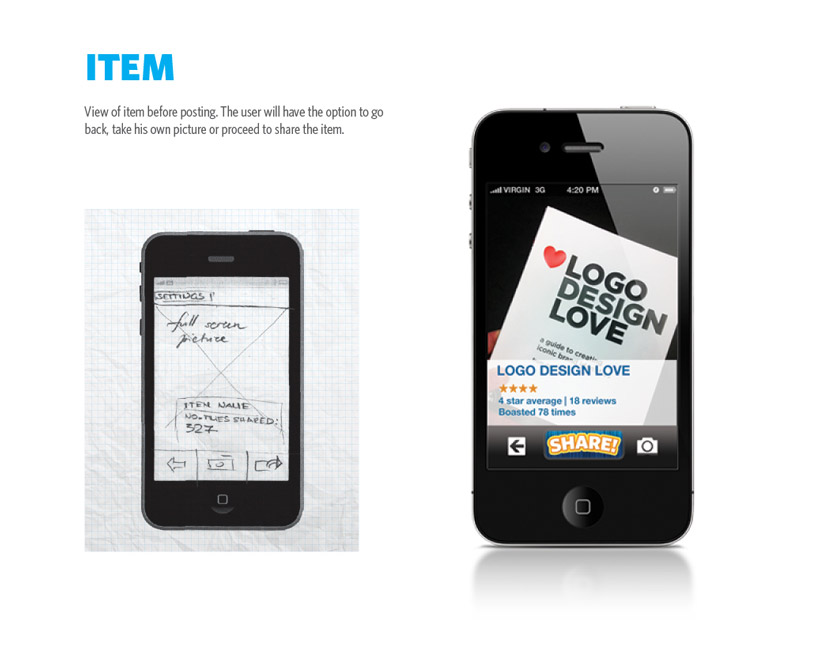 ITEM
View of item before posting. The user will have the option to go
back, take his own picture or proceed to share the item.
SETTINGS
full screen
picture
ITEM NAME
NO. TIMES SHARED:
327
VIRGIN 3G 4:20 PM
LOGO
DESIGN
LOVE
a guide to creati
iconic bra
LOGO DESIGN LOVE
4 star average | 18 reviews
Boasted 78 times
SHARE!